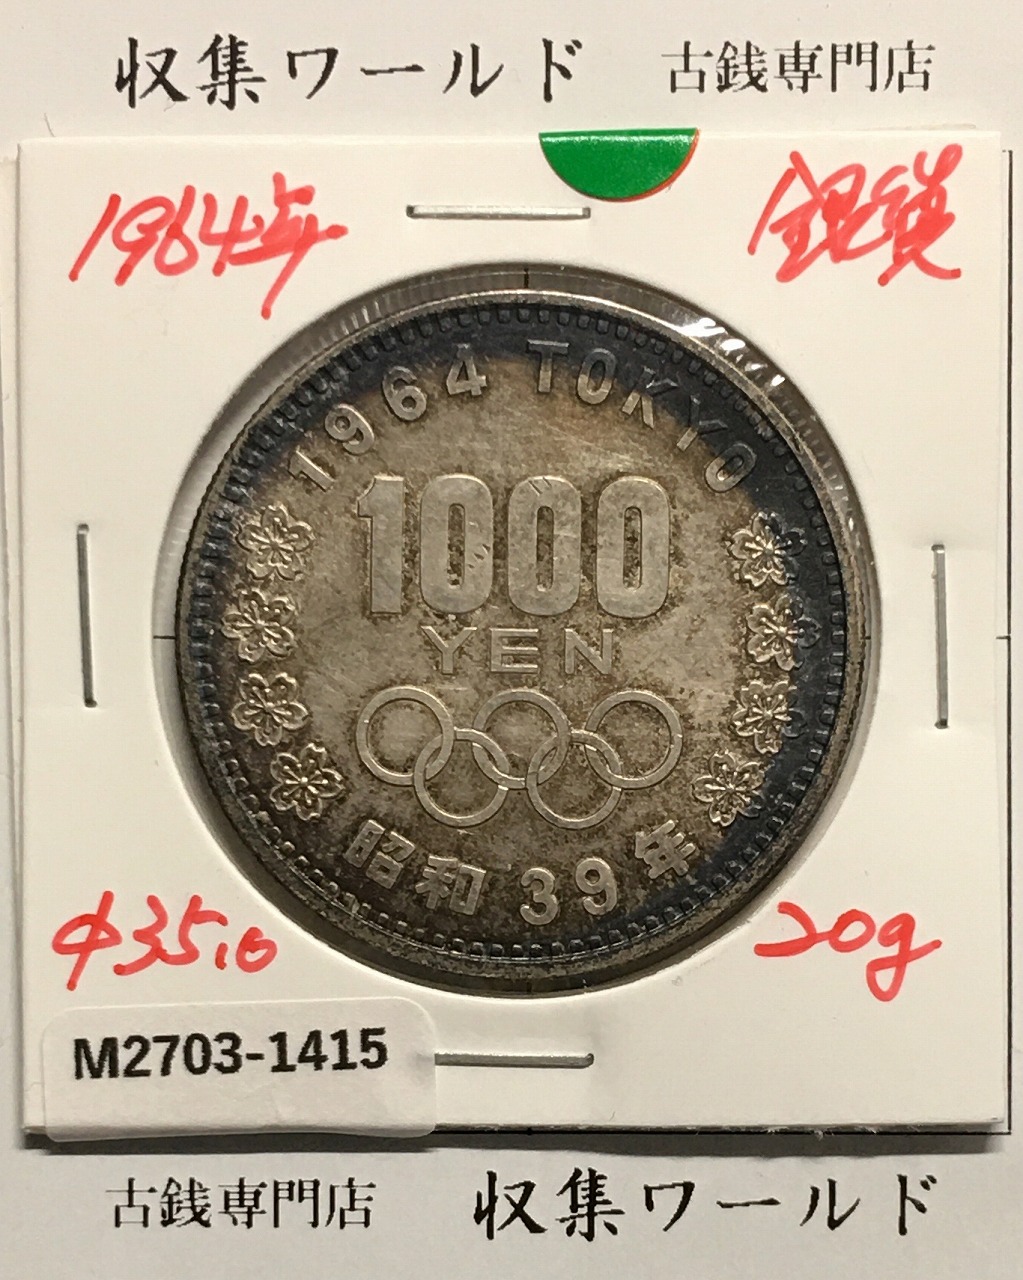 収集ワールド 古銭専門店
1964年 銀貨
1964 TOKYO
1000
YEN
昭和39年
φ35.0 20g
M2703-1415
古銭専門店 収集ワールド